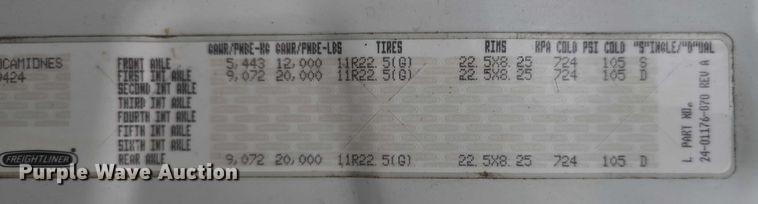 GAWR/PNBE-KG GAWR/PNBE-LBS TIRES RIMS KPA COLD PSI COLD "S"INGLE/"D"UAL
OCAMIONES FRONT AXLE 5,443 12,000 11R22.5(G) 22.5X8.25 724 105 S
9424 FIRST INT AXLE 9,072 20,000 11R22.5(G) 22.5X8.25 724 105 D
SECOND INT AXLE
THIRD INT AXLE
FOURTH INT AXLE
FIFTH INT AXLE
SIXTH INT AXLE
FREIGHTLINER REAR AXLE 9,072 20,000 11R22.5(G) 22.5X8.25 724 105 D
L PART NO.
24-01176-070 REV A
Purple Wave Auction